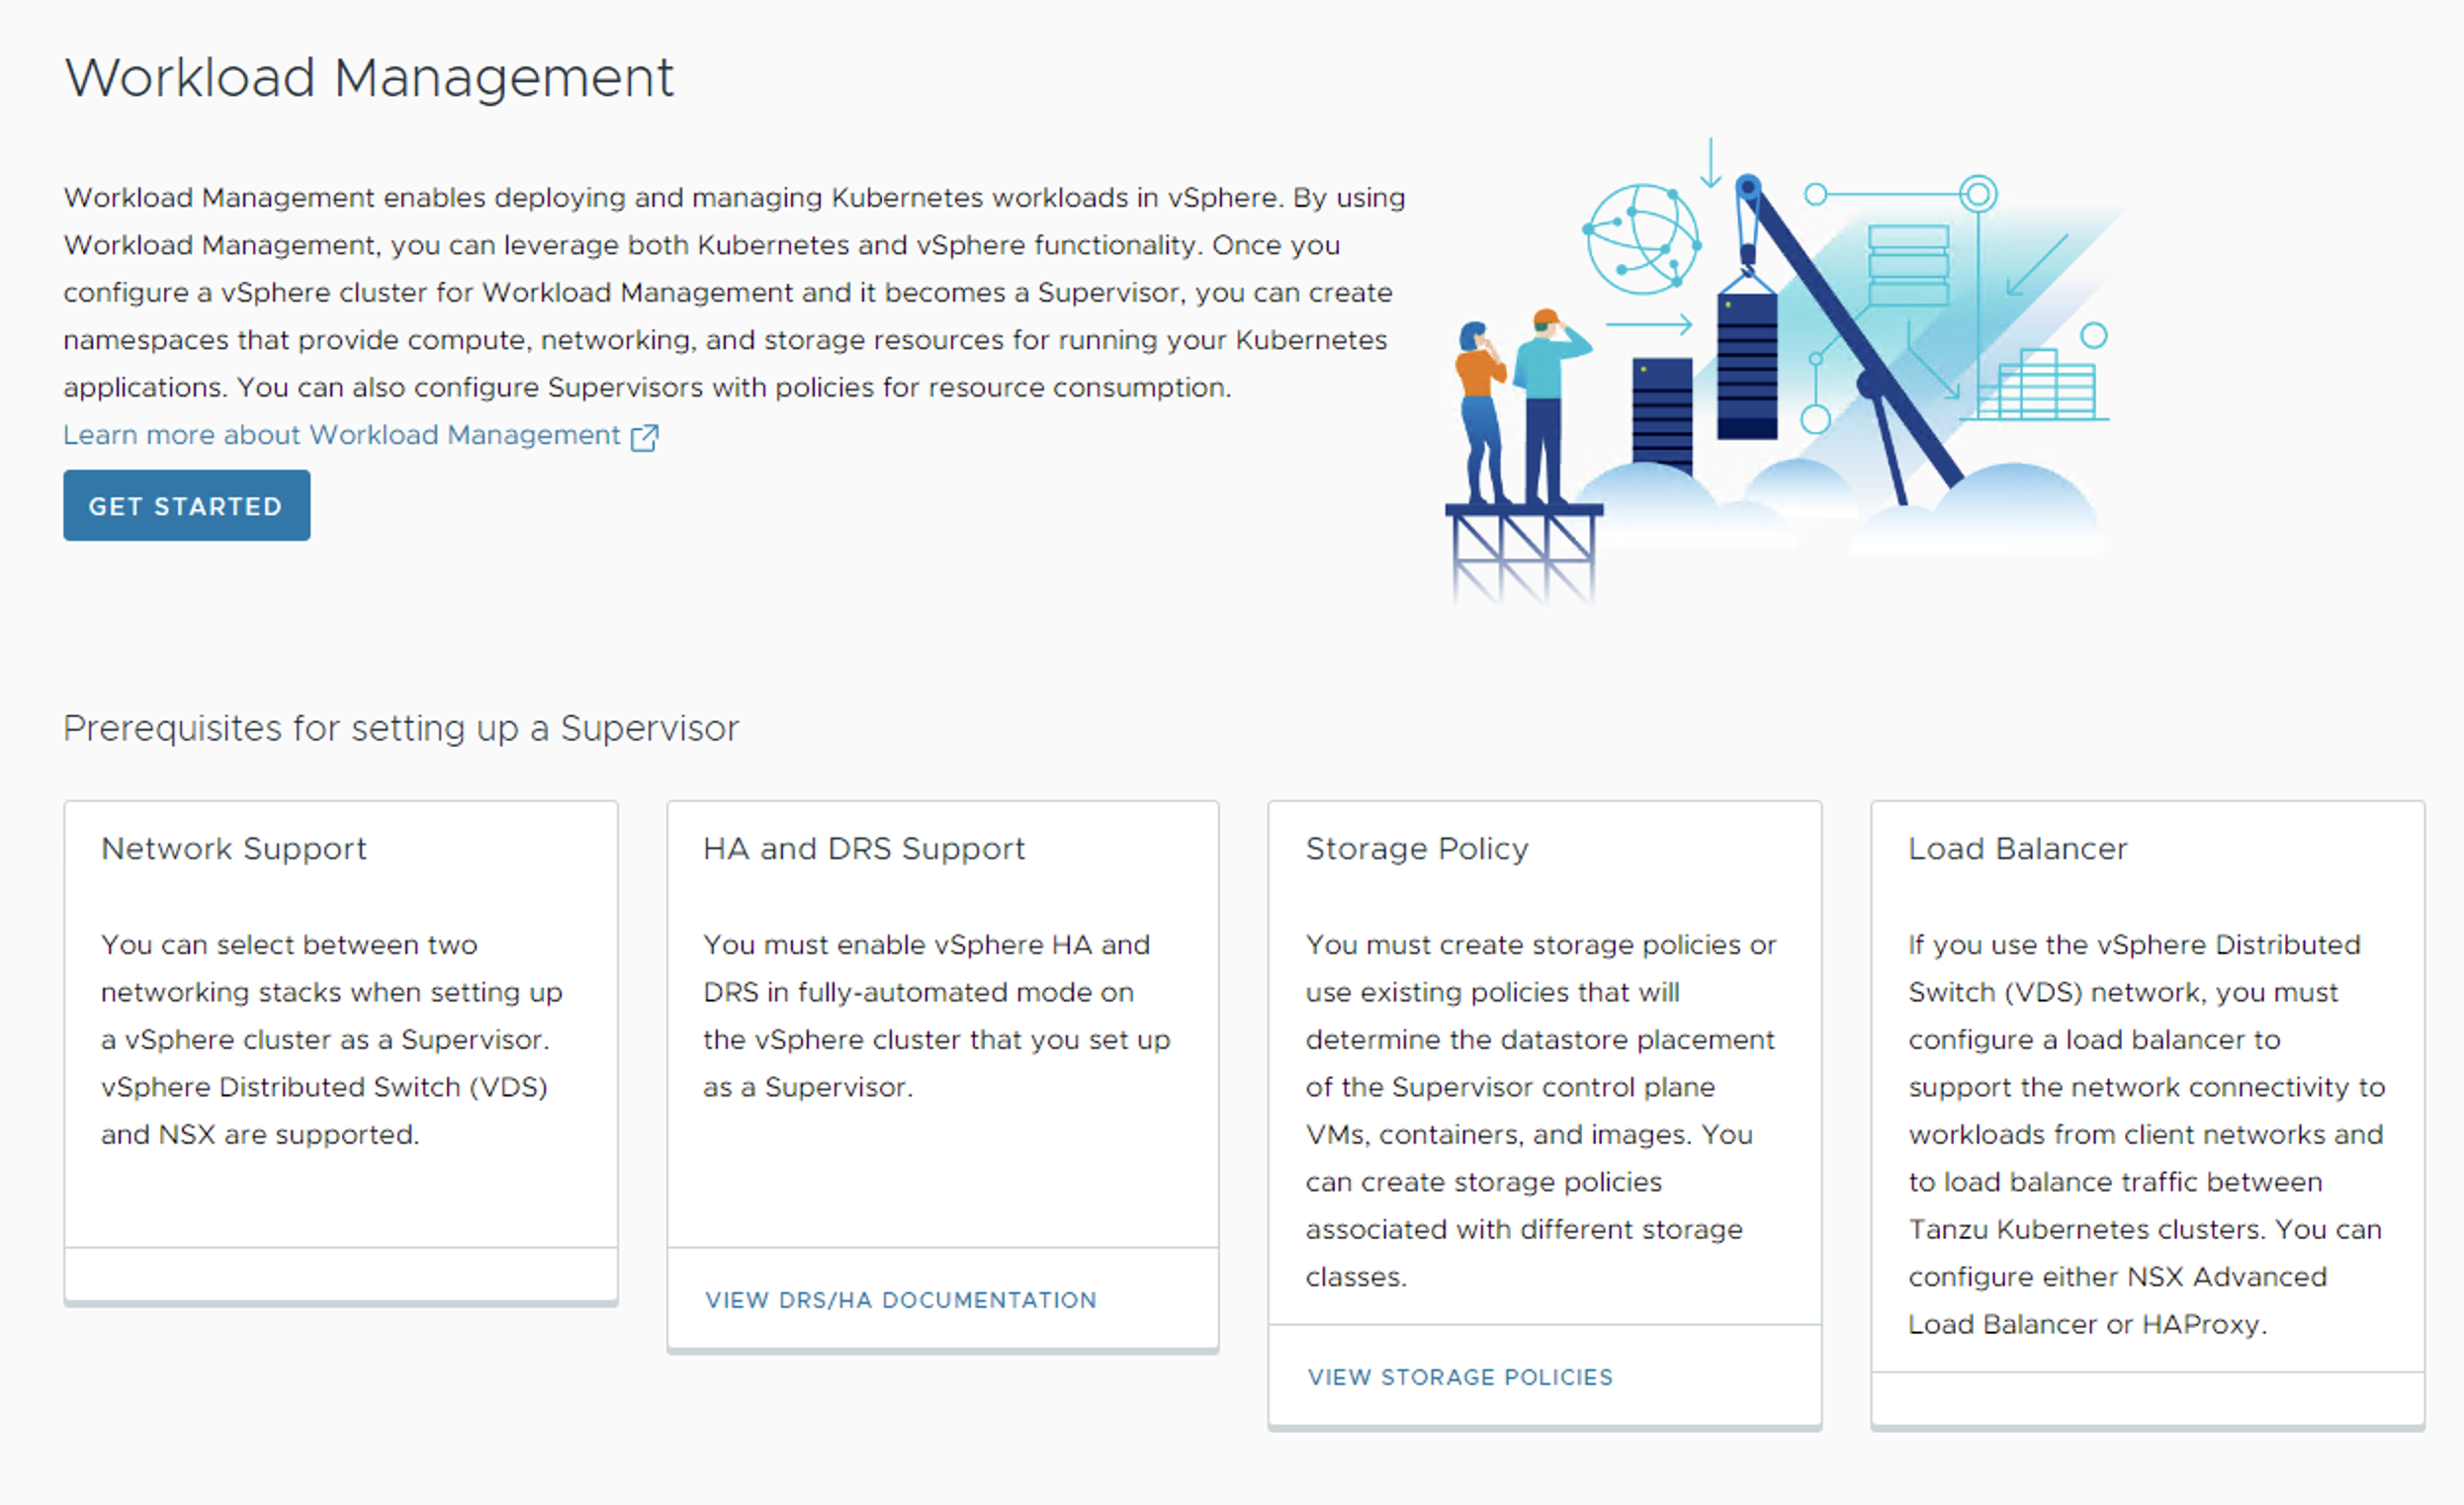 Workload Management
Workload Management enables deploying and managing Kubernetes workloads in vSphere. By using
Workload Management, you can leverage both Kubernetes and vSphere functionality. Once you
configure a vSphere cluster for Workload Management and it becomes a Supervisor, you can create
namespaces that provide compute, networking, and storage resources for running your Kubernetes
applications. You can also configure Supervisors with policies for resource consumption.
Learn more about Workload Management
GET STARTED
Prerequisites for setting up a Supervisor
Network Support
You can select between two
networking stacks when setting up
a vSphere cluster as a Supervisor.
vSphere Distributed Switch (VDS)
and NSX are supported.
HA and DRS Support
You must enable vSphere HA and
DRS in fully-automated mode on
the vSphere cluster that you set up
as a Supervisor.
VIEW DRS/HA DOCUMENTATION
Storage Policy
You must create storage policies or
use existing policies that will
determine the datastore placement
of the Supervisor control plane
VMs, containers, and images. You
can create storage policies
associated with different storage
classes.
VIEW STORAGE POLICIES
Load Balancer
If you use the vSphere Distributed
Switch (VDS) network, you must
configure a load balancer to
support the network connectivity to
workloads from client networks and
to load balance traffic between
Tanzu Kubernetes clusters. You can
configure either NSX Advanced
Load Balancer or HAProxy.